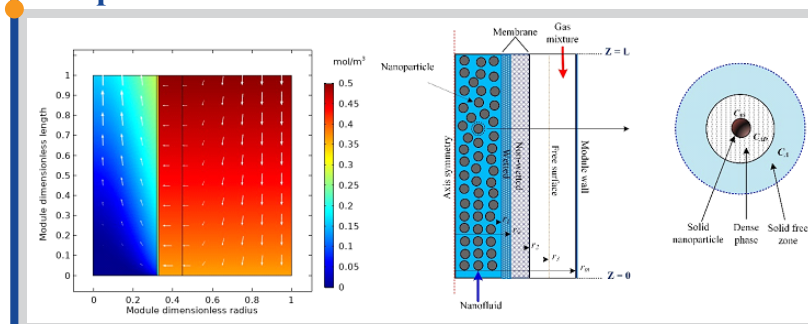 mol/m³
Module dimensionless length
1
0.9
0.8
0.7
0.6
0.5
0.4
0.3
0.2
0.1
0
0
0.2
0.4
0.6
0.8
1
Module dimensionless radius
0.5
0.45
0.4
0.35
0.3
0.25
0.2
0.15
0.1
0.05
0
Membrane
Gas
mixture
Z = L
Nanoparticle
Axis symmetry
Wetted
Non-wetted
Free surface
Module wall
r₂
r₃
Z=0
Nanofluid
C_AP
C_A
Solid
nanoparticle
Dense
phase
Solid free
zone